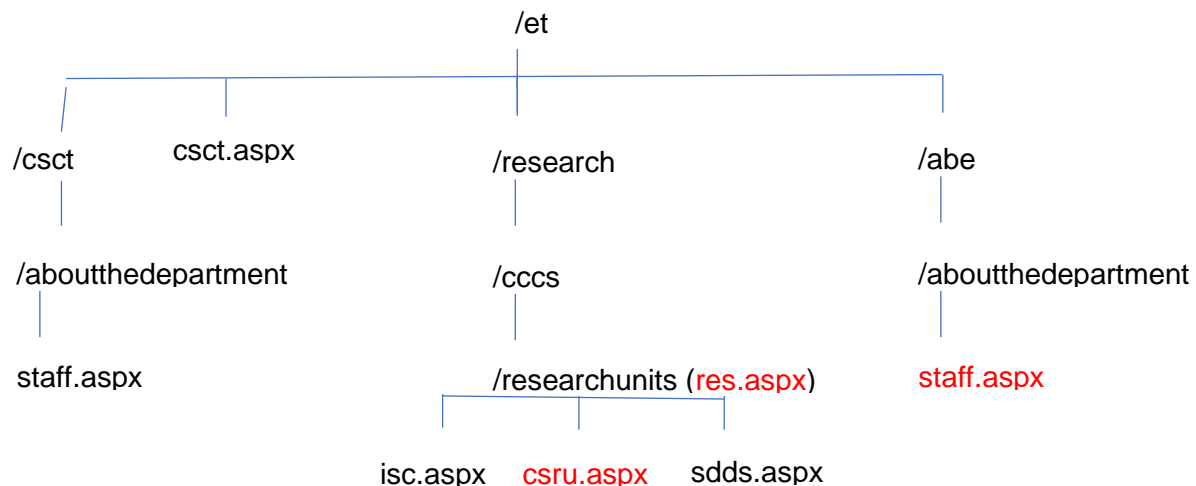 /et
/csct csct.aspx /research /abe
/aboutthedepartment /cccs /aboutthedepartment
staff.aspx /researchunits (res.aspx) staff.aspx
isc.aspx csru.aspx sdds.aspx